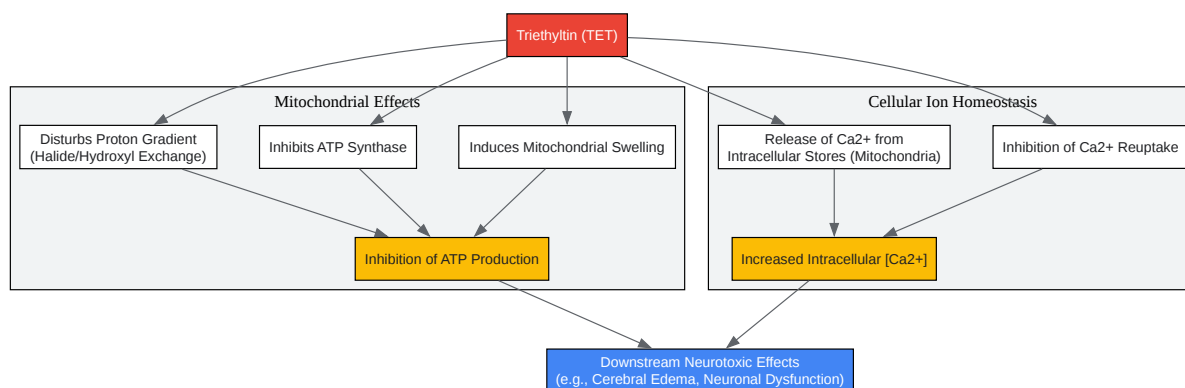 Triethyltin (TET)
Mitochondrial Effects
Cellular Ion Homeostasis
Disturbs Proton Gradient
(Halide/Hydroxyl Exchange)
Inhibits ATP Synthase
Induces Mitochondrial Swelling
Release of Ca2+ from
Intracellular Stores (Mitochondria)
Inhibition of Ca2+ Reuptake
Inhibition of ATP Production
Increased Intracellular [Ca2+]
Downstream Neurotoxic Effects
(e.g., Cerebral Edema, Neuronal Dysfunction)